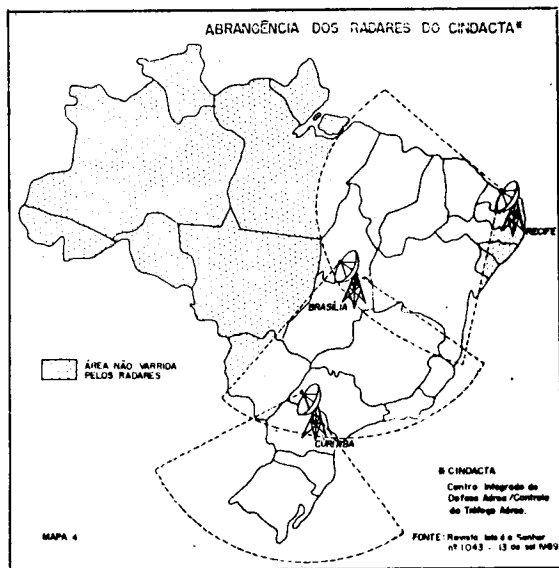 ABRANGÊNCIA DOS RADARES DO CINDACTA*
RECIFE
BRASÍLIA
ÁREA NÃO VARRIDA
PELOS RADARES
CURITIBA
* CINDACTA
Centro Integrado de
Defesa Aérea/Controle
do Tráfego Aéreo.
MAPA 4
FONTE: Revista Isto é Senhor
nº 1043 - 13 de set 1989